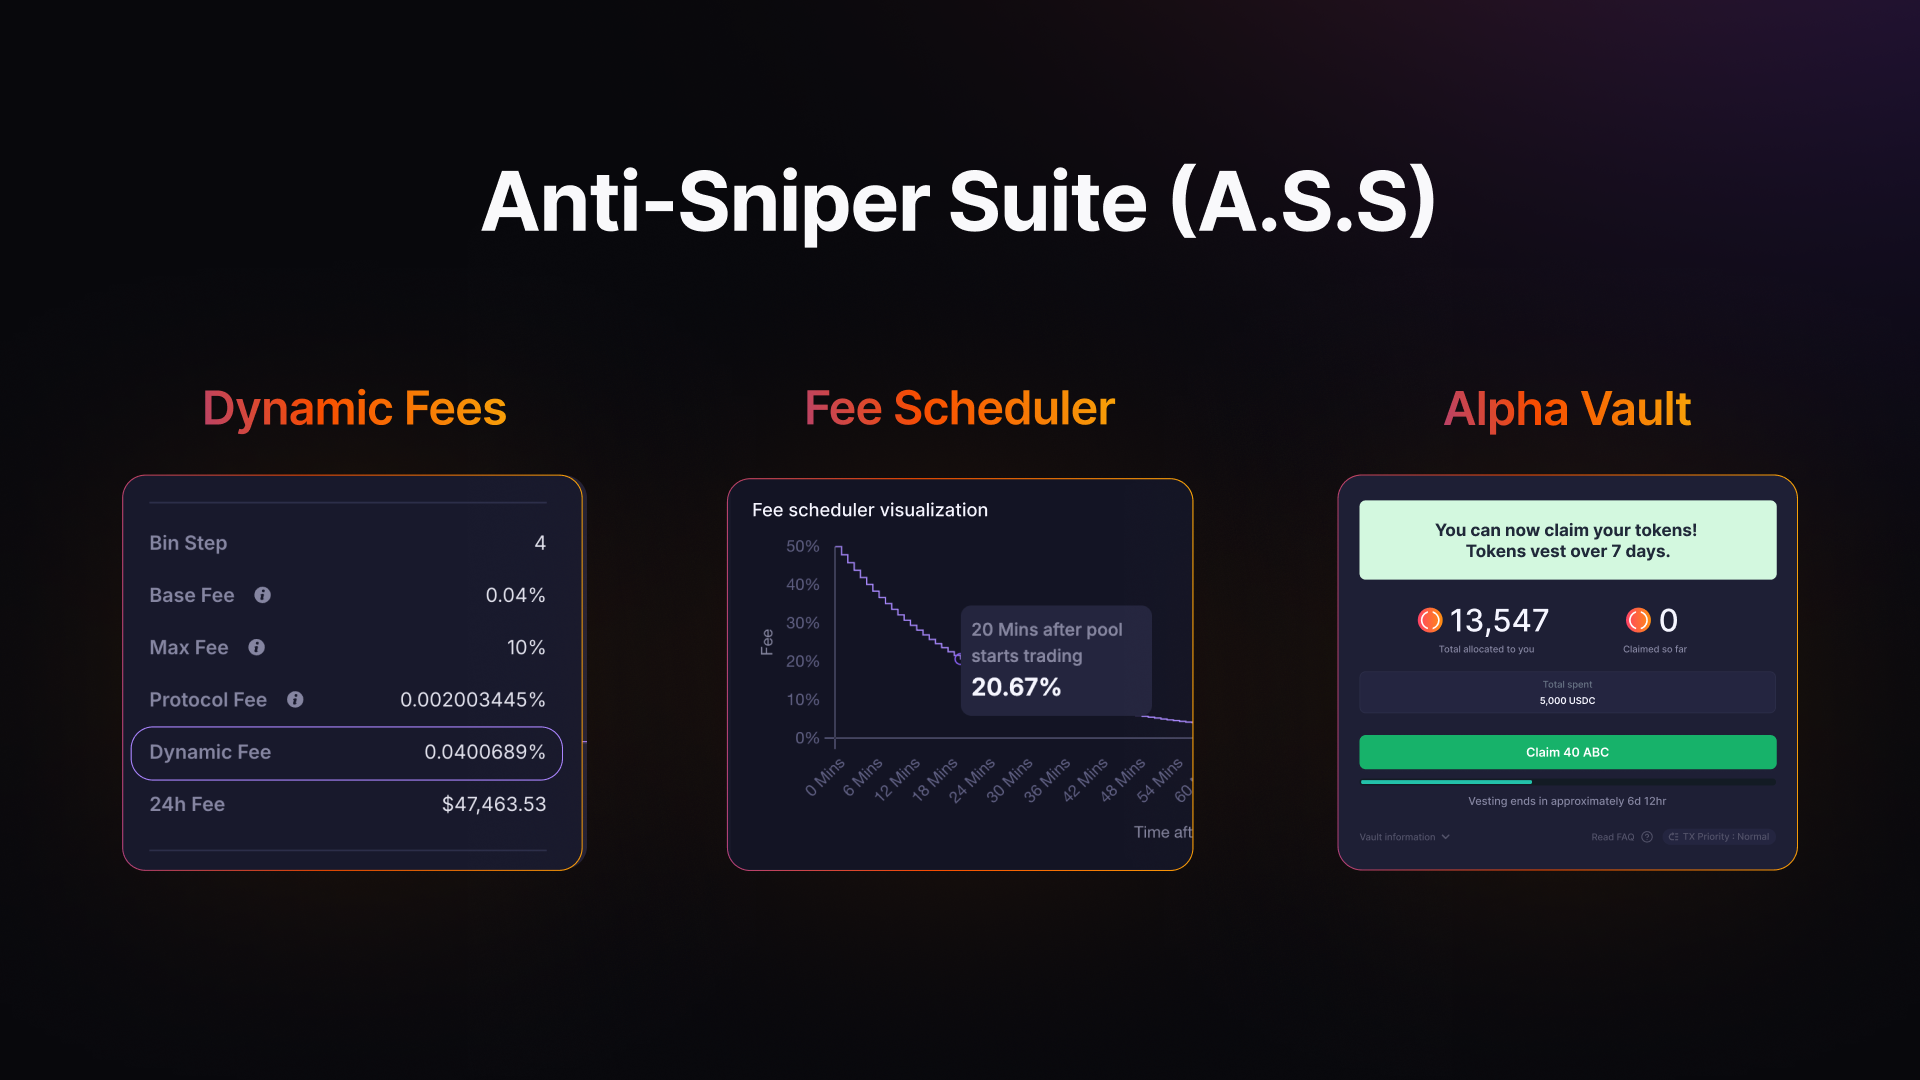 Anti-Sniper Suite (A.S.S)
Dynamic Fees
Bin Step 4
Base Fee 0.04%
Max Fee 10%
Protocol Fee 0.002003445%
Dynamic Fee 0.0400689%
24h Fee $47,463.53
Fee Scheduler
Fee scheduler visualization
50%
40%
30%
20%
10%
0%
Fee
20 Mins after pool
starts trading
20.67%
0 Mins 6 Mins 12 Mins 18 Mins 24 Mins 30 Mins 36 Mins 42 Mins 48 Mins 54 Mins 60
Time aft
Alpha Vault
You can now claim your tokens!
Tokens vest over 7 days.
13,547 0
Total allocated to you Claimed so far
Total spent
5,000 USDC
Claim 40 ABC
Vesting ends in approximately 6d 12hr
Vault information Read FAQ TX Priority : Normal